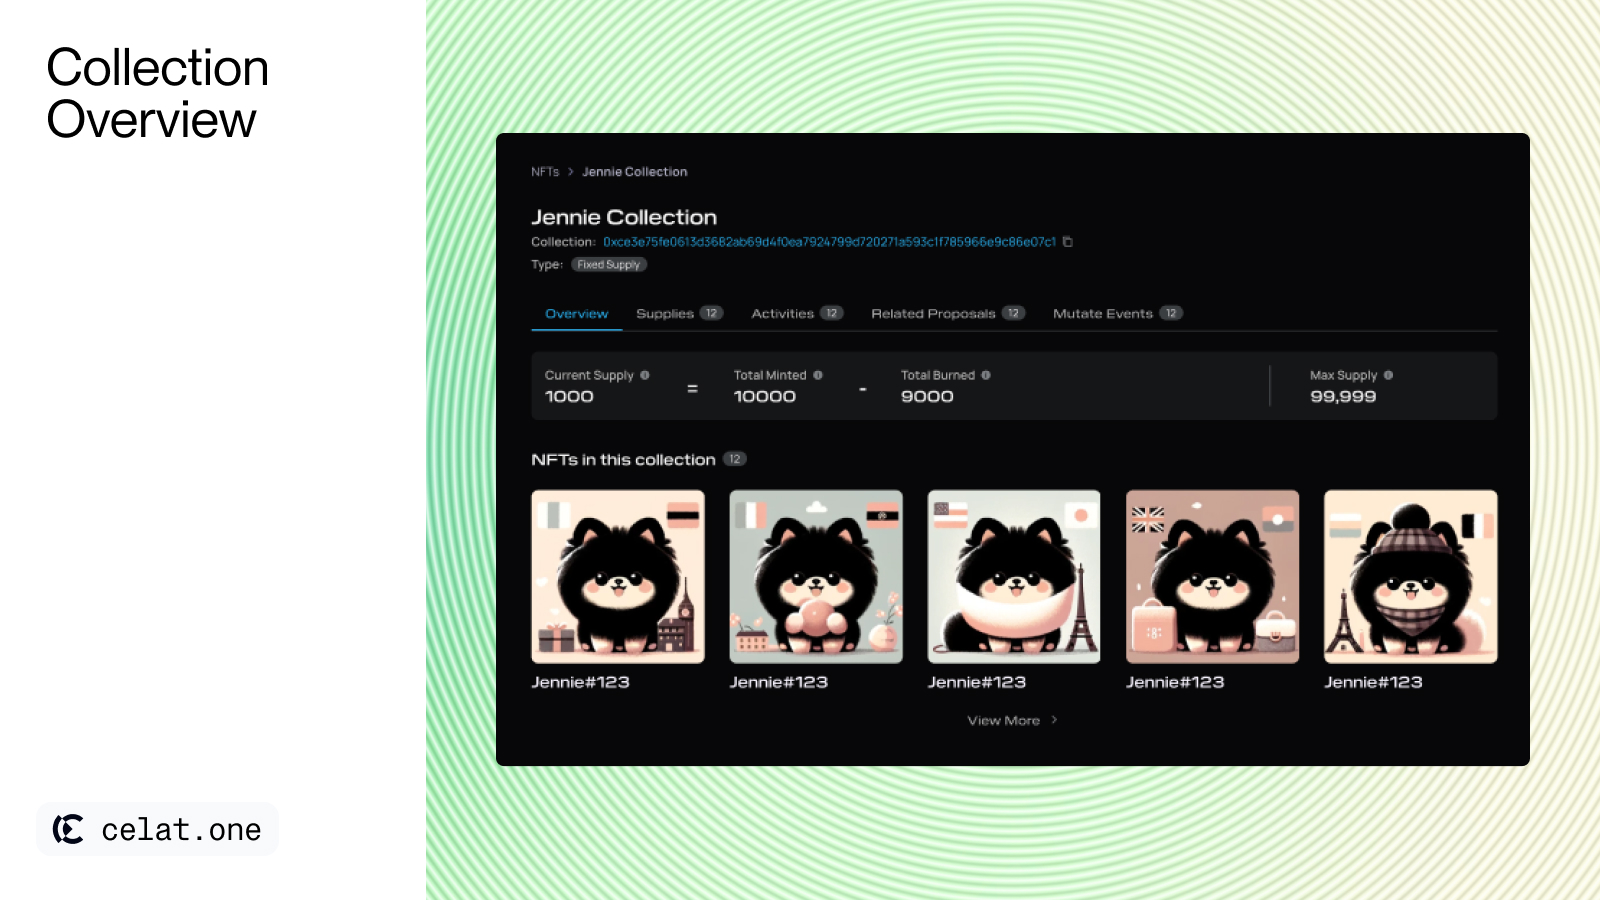 Collection
Overview
NFTs > Jennie Collection
Jennie Collection
Collection: 0xce3e75fe0613d3682ab69d4f0ea7924799d720271a593c1f785966e9c86e07c1
Type: Fixed Supply
Overview Supplies 12 Activities 12 Related Proposals 12 Mutate Events 12
Current Supply Total Minted Total Burned Max Supply
1000 = 10000 - 9000 99,999
NFTs in this collection 12
Jennie#123 Jennie#123 Jennie#123 Jennie#123 Jennie#123
View More >
celat.one